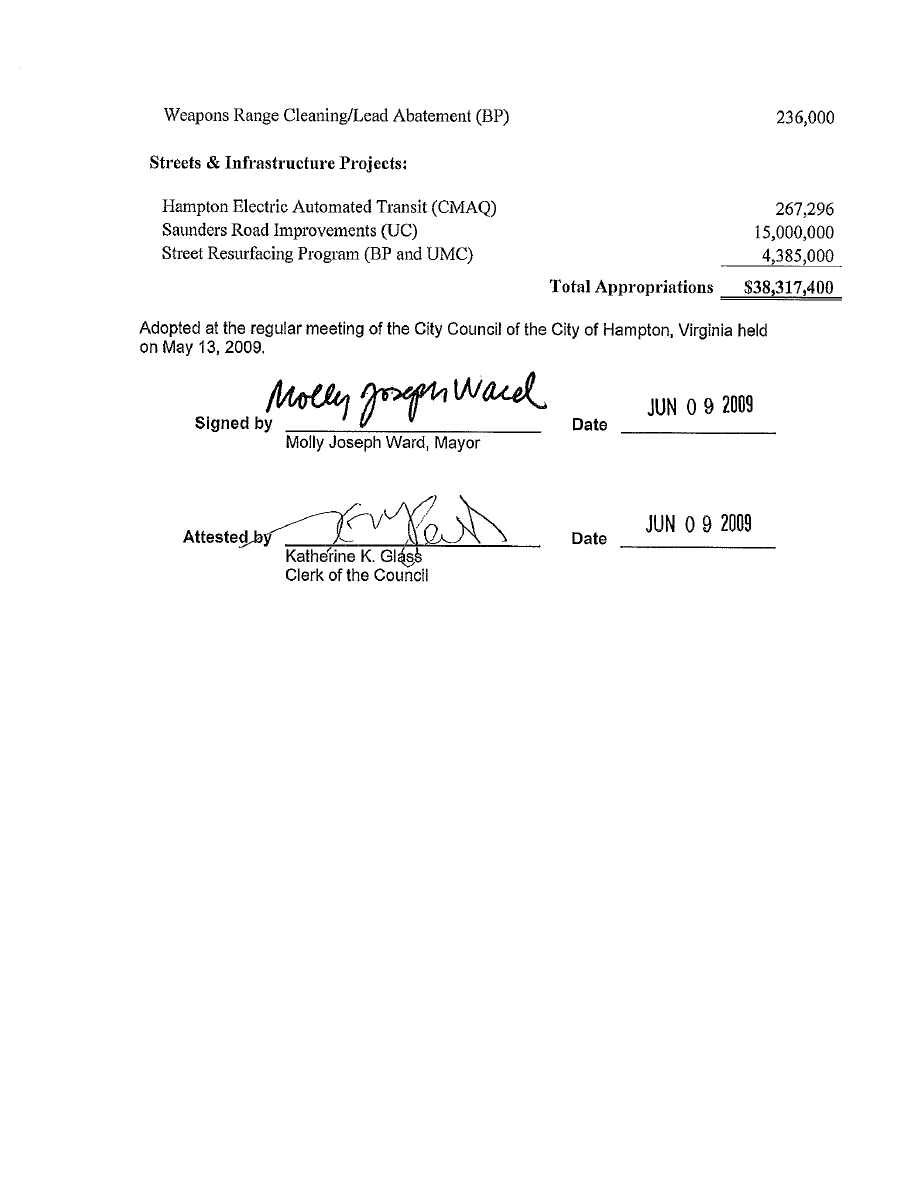 Weapons Range Cleaning/Lead Abatement (BP) 236,000
Streets & Infrastructure Projects:
Hampton Electric Automated Transit (CMAQ) 267,296
Saunders Road Improvements (UC) 15,000,000
Street Resurfacing Program (BP and UMC) 4,385,000
Total Appropriations $38,317,400
Adopted at the regular meeting of the City Council of the City of Hampton, Virginia held
on May 13, 2009.
Molly Joseph Ward
Signed by Date JUN 0 9 2009
Molly Joseph Ward, Mayor
Attested by Date JUN 0 9 2009
Katherine K. Glass
Clerk of the Council